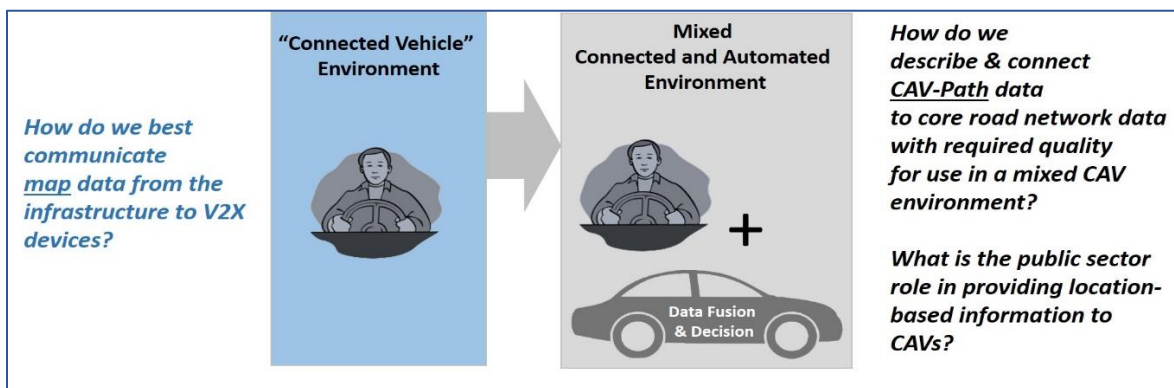 How do we best
communicate
map data from the
infrastructure to V2X
devices?
“Connected Vehicle”
Environment
Mixed
Connected and Automated
Environment
+
Data Fusion
& Decision
How do we
describe & connect
CAV-Path data
to core road network data
with required quality
for use in a mixed CAV
environment?
What is the public sector
role in providing location-
based information to
CAVs?